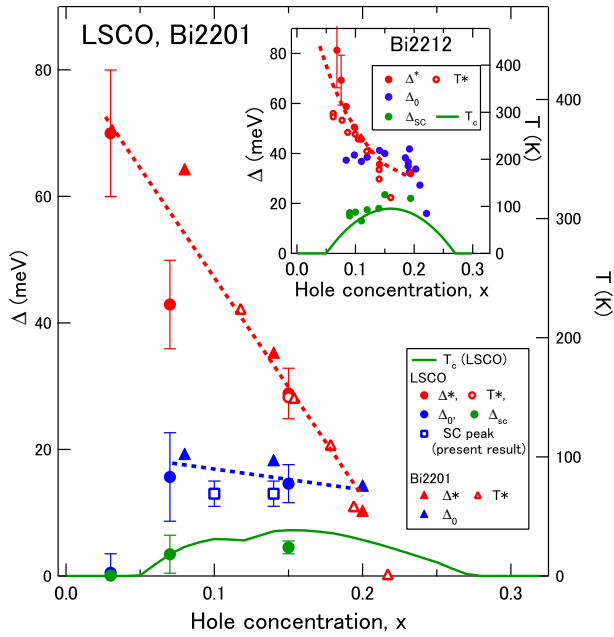 LSCO, Bi2201
Bi2212
80
60
40
20
0
Δ (meV)
0.0
0.1
0.2
0.3
Hole concentration, x
400
300
200
100
0
T (K)
80
60
40
20
0
Δ (meV)
0.0
0.1
0.2
0.3
Hole concentration, x
400
300
200
100
0
T (K)
Δ* T*
Δ0
ΔSC Tc
Tc (LSCO)
LSCO
Δ*, T*,
Δ0, Δsc
SC peak
(present result)
Bi2201
Δ* T*
Δ0